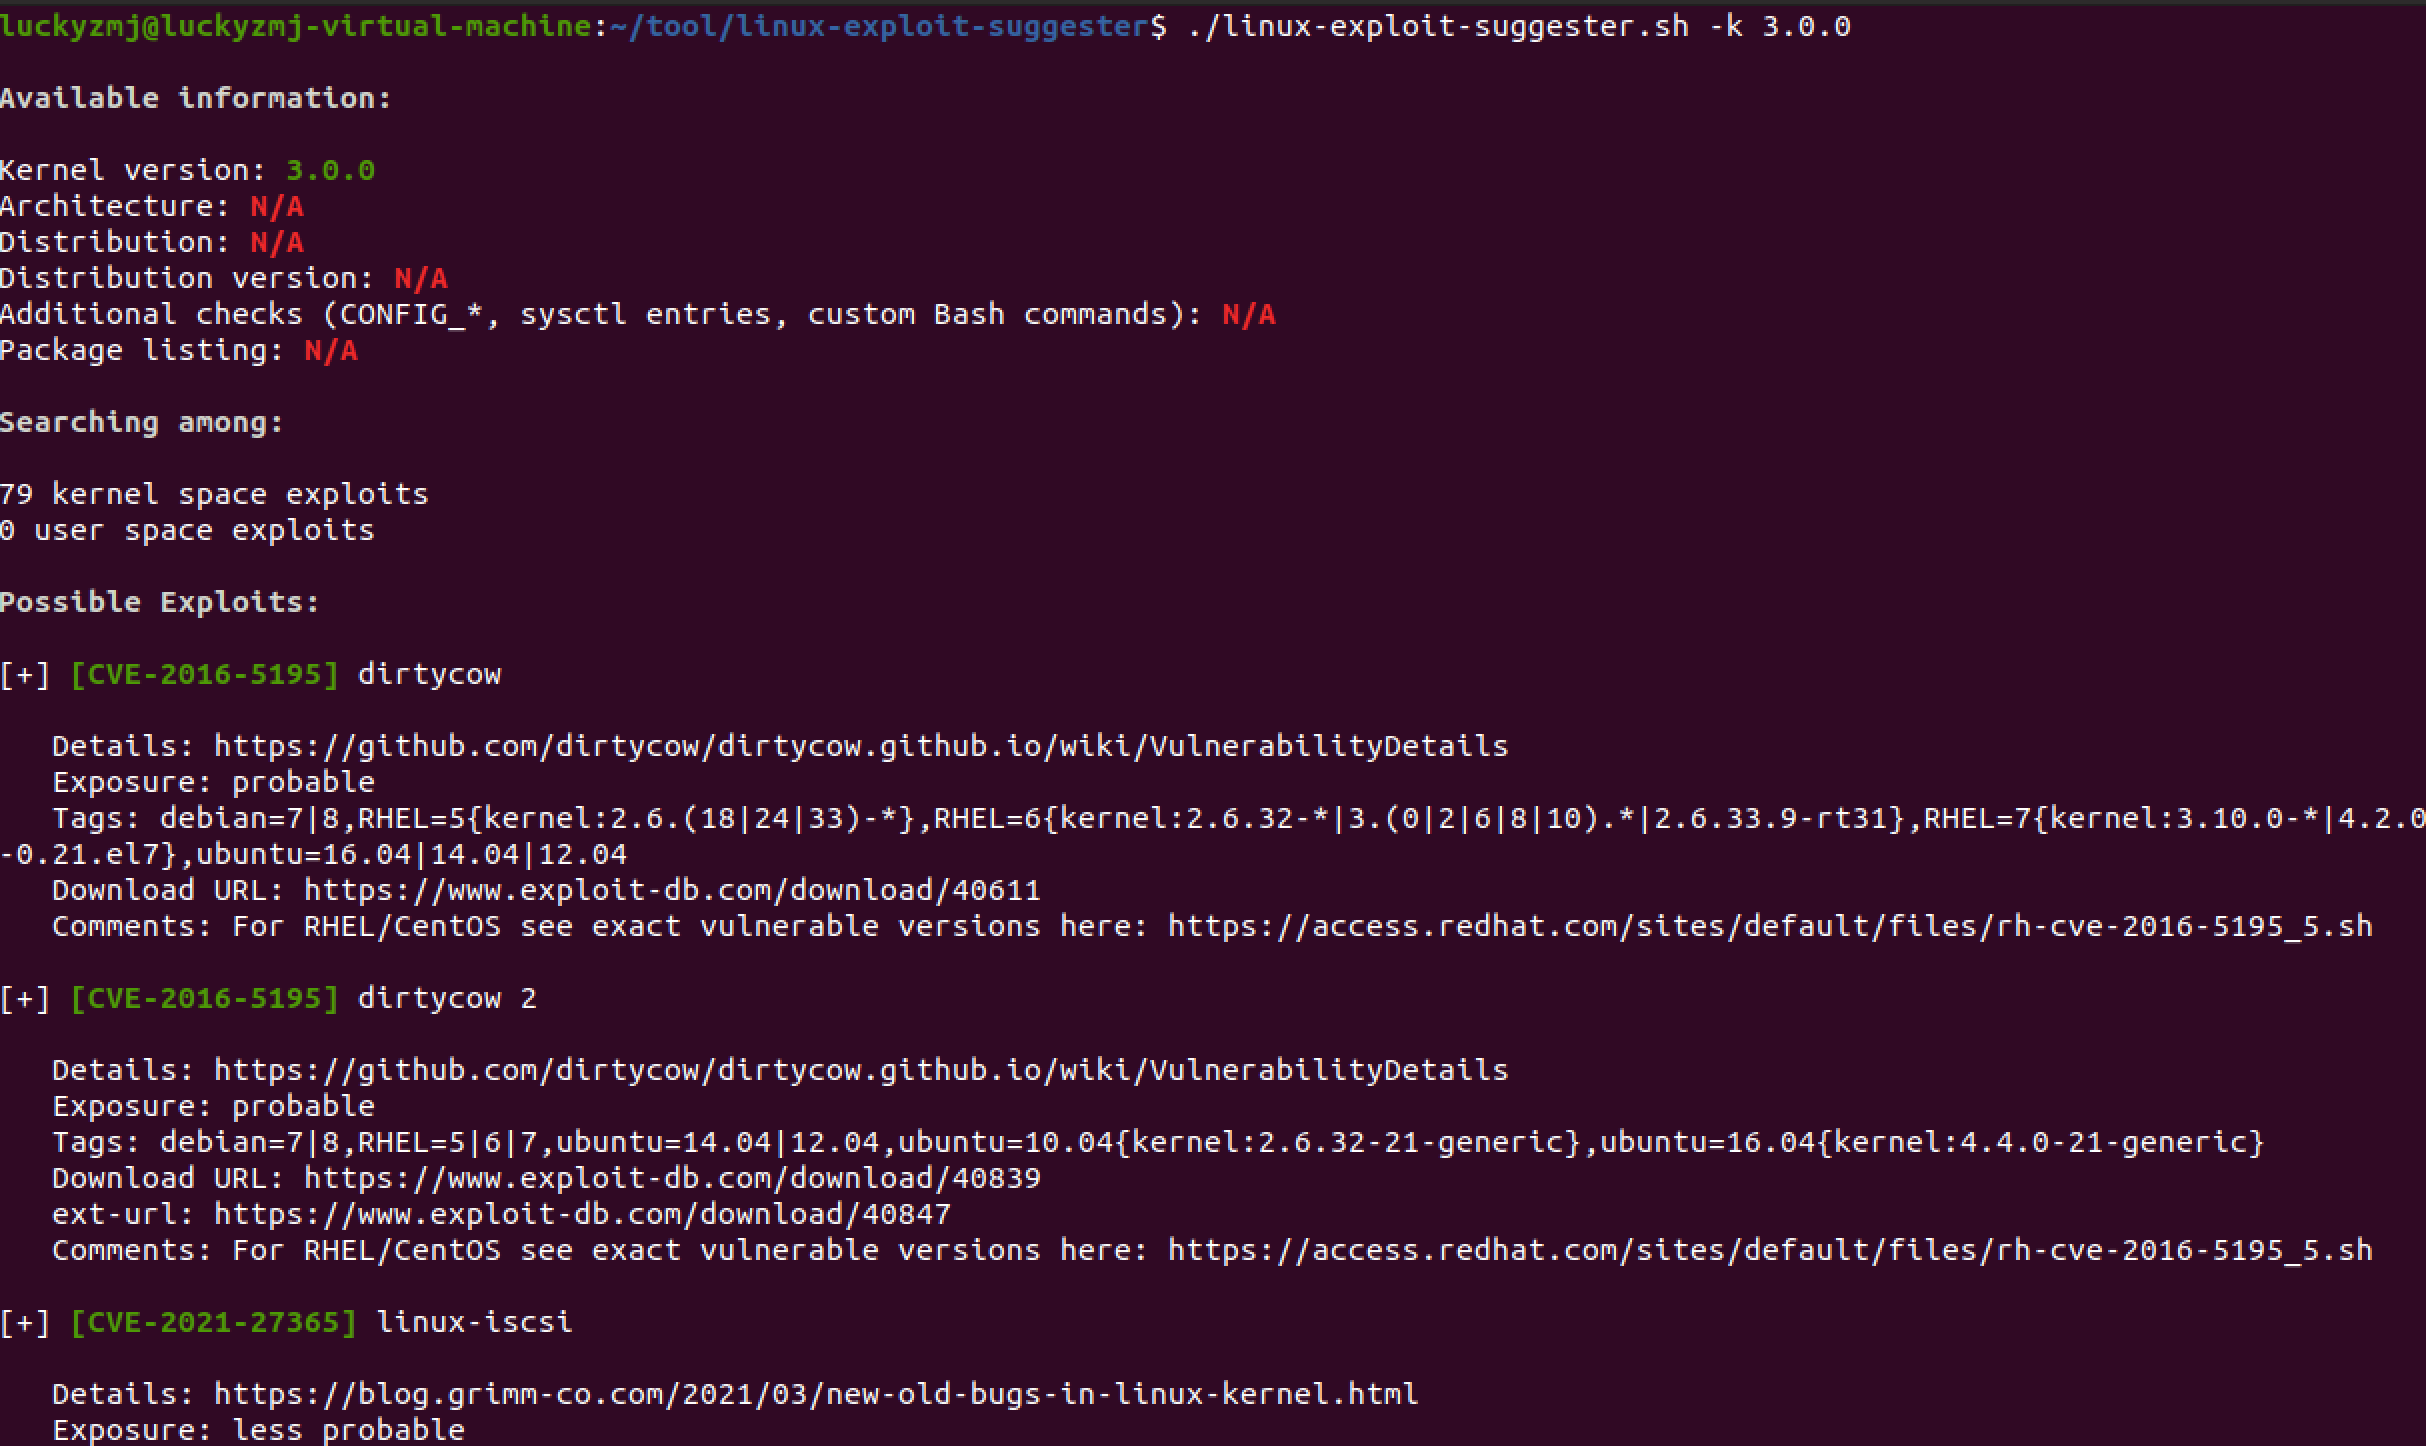 luckyzmj@luckyzmj-virtual-machine:~/tool/linux-exploit-suggester$ ./linux-exploit-suggester.sh -k 3.0.0
Available information:
Kernel version: 3.0.0
Architecture: N/A
Distribution: N/A
Distribution version: N/A
Additional checks (CONFIG_*, sysctl entries, custom Bash commands): N/A
Package listing: N/A
Searching among:
79 kernel space exploits
0 user space exploits
Possible Exploits:
[+] [CVE-2016-5195] dirtycow
Details: https://github.com/dirtycow/dirtycow.github.io/wiki/VulnerabilityDetails
Exposure: probable
Tags: debian=7|8,RHEL=5{kernel:2.6.(18|24|33)-*},RHEL=6{kernel:2.6.32-*|3.(0|2|6|8|10).*|2.6.33.9-rt31},RHEL=7{kernel:3.10.0-*|4.2.0
-0.21.el7},ubuntu=16.04|14.04|12.04
Download URL: https://www.exploit-db.com/download/40611
Comments: For RHEL/CentOS see exact vulnerable versions here: https://access.redhat.com/sites/default/files/rh-cve-2016-5195_5.sh
[+] [CVE-2016-5195] dirtycow 2
Details: https://github.com/dirtycow/dirtycow.github.io/wiki/VulnerabilityDetails
Exposure: probable
Tags: debian=7|8,RHEL=5|6|7,ubuntu=14.04|12.04,ubuntu=10.04{kernel:2.6.32-21-generic},ubuntu=16.04{kernel:4.4.0-21-generic}
Download URL: https://www.exploit-db.com/download/40839
ext-url: https://www.exploit-db.com/download/40847
Comments: For RHEL/CentOS see exact vulnerable versions here: https://access.redhat.com/sites/default/files/rh-cve-2016-5195_5.sh
[+] [CVE-2021-27365] linux-iscsi
Details: https://blog.grimm-co.com/2021/03/new-old-bugs-in-linux-kernel.html
Exposure: less probable